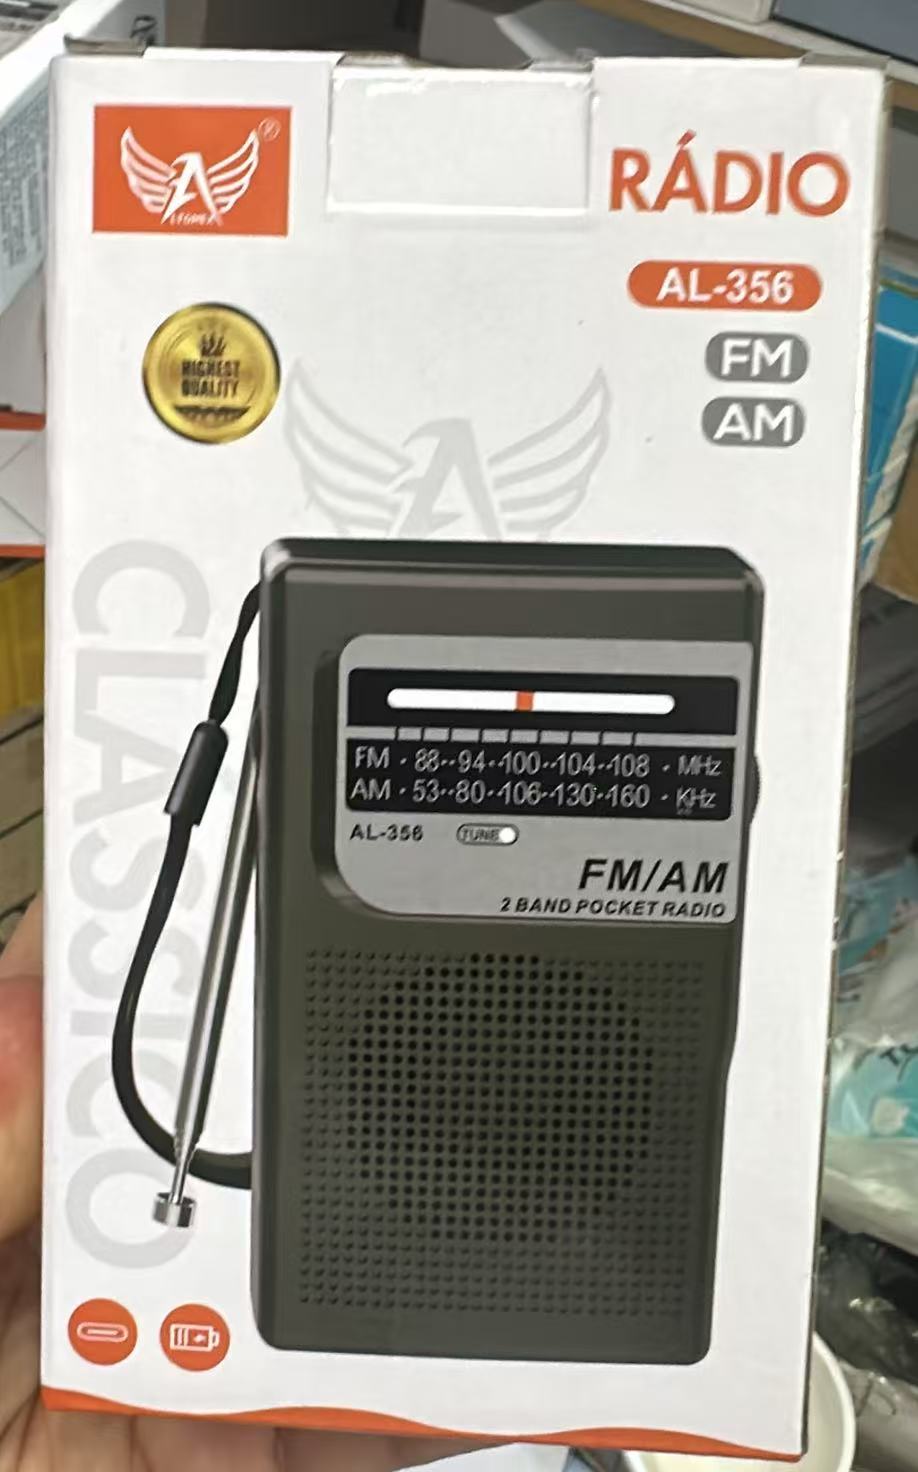 RÁDIO
AL-356
FM
AM
HIGHEST
QUALITY
CLASSICO
FM · 88··94··100··104··108 · MHz
AM · 53··80··106··130··160 · KHz
AL-356 TUNE
FM/AM
2 BAND POCKET RADIO